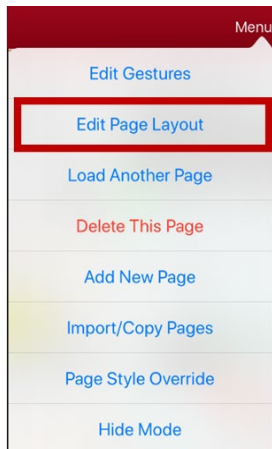 Menu
Edit Gestures
Edit Page Layout
Load Another Page
Delete This Page
Add New Page
Import/Copy Pages
Page Style Override
Hide Mode